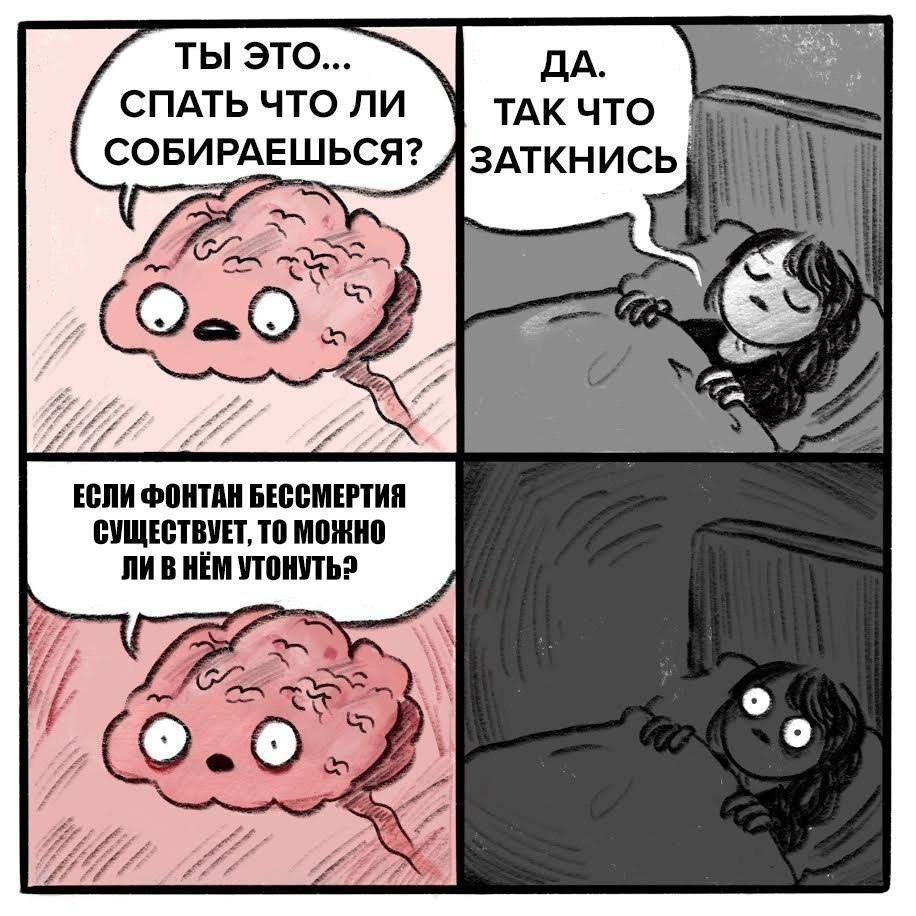 ТЫ ЭТО...
СПАТЬ ЧТО ЛИ
СОБИРАЕШЬСЯ?
ДА.
ТАК ЧТО
ЗАТКНИСЬ
ЕСЛИ ФОНТАН БЕССМЕРТИЯ
СУЩЕСТВУЕТ, ТО МОЖНО
ЛИ В НЁМ УТОНУТЬ?